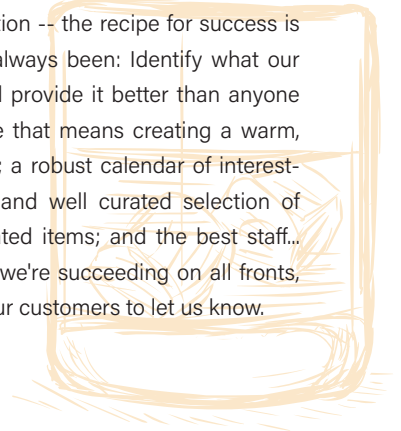 ion -- the recipe for success is
always been: Identify what our
provide it better than anyone
that means creating a warm,
; a robust calendar of interest-
and well curated selection of
ted items; and the best staff...
we're succeeding on all fronts,
ur customers to let us know.